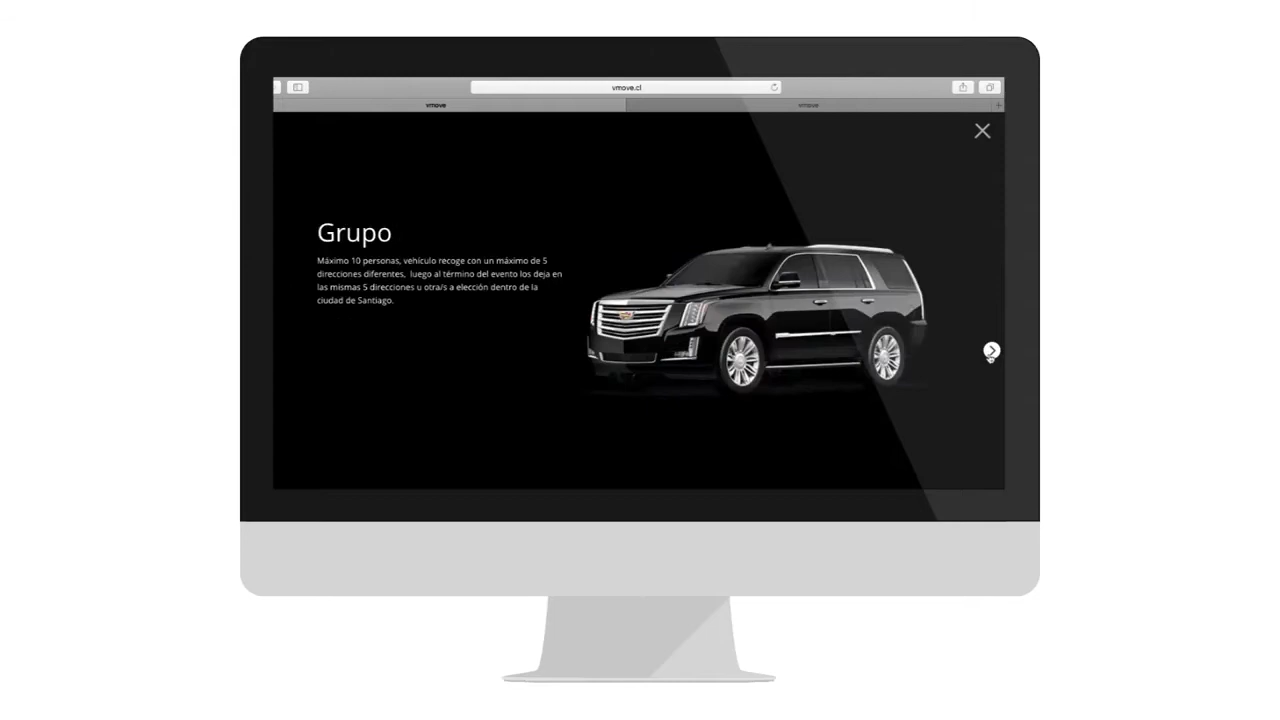 vmove.cl
vmove
vmove
Grupo
Máximo 10 personas, vehículo recoge con un máximo de 5
direcciones diferentes, luego al término del evento los deja en
las mismas 5 direcciones u otra/s a elección dentro de la
ciudad de Santiago.